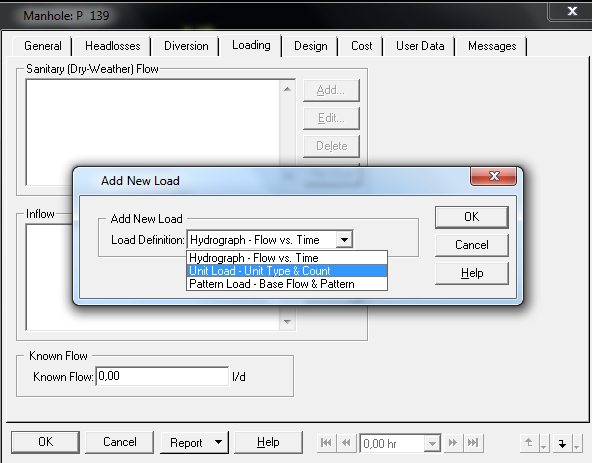 Manhole: P 139
General Headlosses Diversion Loading Design Cost User Data Messages
Sanitary (Dry-Weather) Flow
Add...
Edit...
Delete
Add New Load
Inflow
Add New Load
Load Definition: Hydrograph - Flow vs. Time
Hydrograph - Flow vs. Time
Unit Load - Unit Type & Count
Pattern Load - Base Flow & Pattern
OK
Cancel
Help
Known Flow
Known Flow: 0,00 l/d
OK Cancel Report Help 0,00 hr